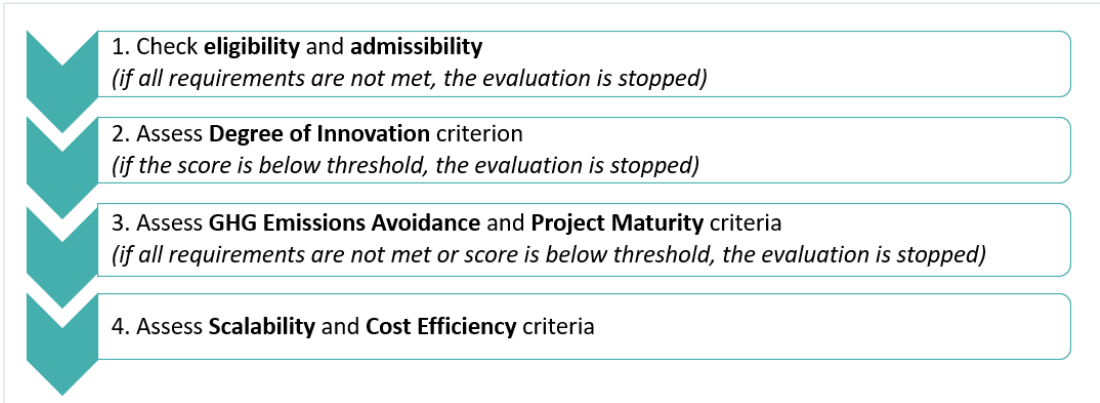 1. Check eligibility and admissibility
(if all requirements are not met, the evaluation is stopped)
2. Assess Degree of Innovation criterion
(if the score is below threshold, the evaluation is stopped)
3. Assess GHG Emissions Avoidance and Project Maturity criteria
(if all requirements are not met or score is below threshold, the evaluation is stopped)
4. Assess Scalability and Cost Efficiency criteria